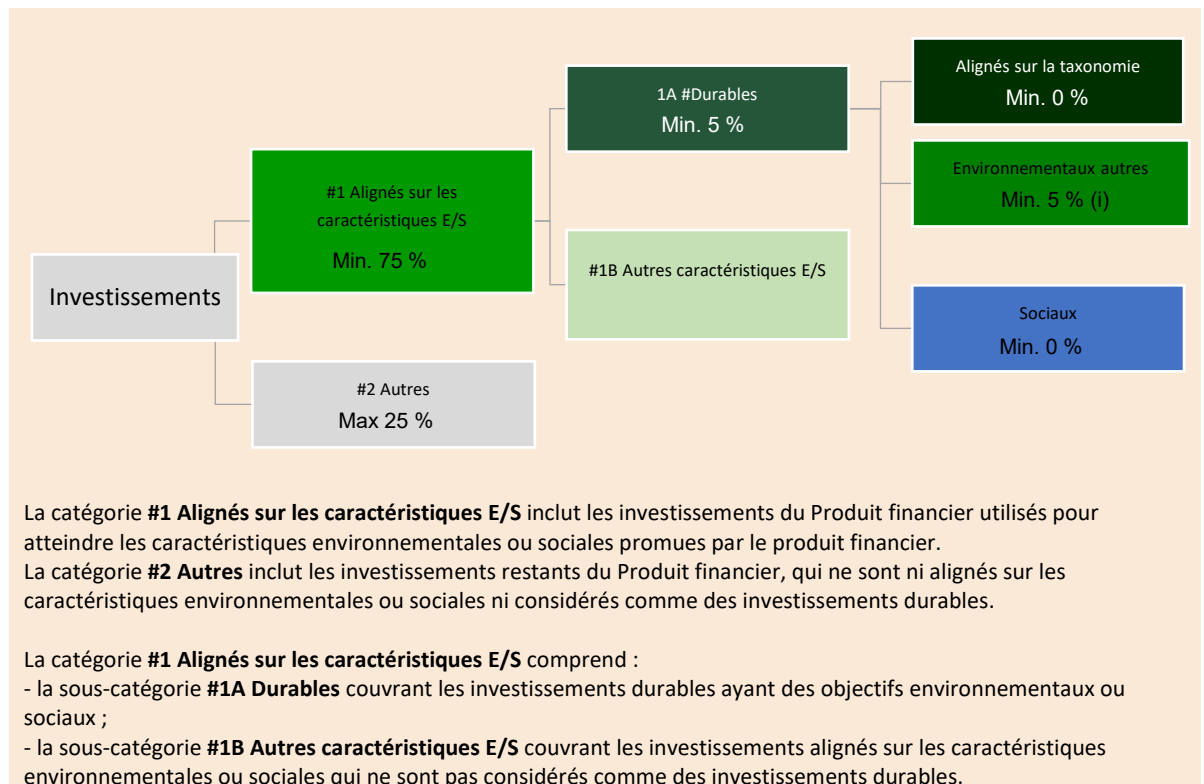 Investissements
#1 Alignés sur les
caractéristiques E/S
Min. 75 %
#2 Autres
Max 25 %
1A #Durables
Min. 5 %
#1B Autres caractéristiques E/S
Alignés sur la taxonomie
Min. 0 %
Environnementaux autres
Min. 5 % (i)
Sociaux
Min. 0 %
La catégorie #1 Alignés sur les caractéristiques E/S inclut les investissements du Produit financier utilisés pour
atteindre les caractéristiques environnementales ou sociales promues par le produit financier.
La catégorie #2 Autres inclut les investissements restants du Produit financier, qui ne sont ni alignés sur les
caractéristiques environnementales ou sociales ni considérés comme des investissements durables.
La catégorie #1 Alignés sur les caractéristiques E/S comprend :
- la sous-catégorie #1A Durables couvrant les investissements durables ayant des objectifs environnementaux ou
sociaux ;
- la sous-catégorie #1B Autres caractéristiques E/S couvrant les investissements alignés sur les caractéristiques
environnementales ou sociales qui ne sont pas considérés comme des investissements durables.